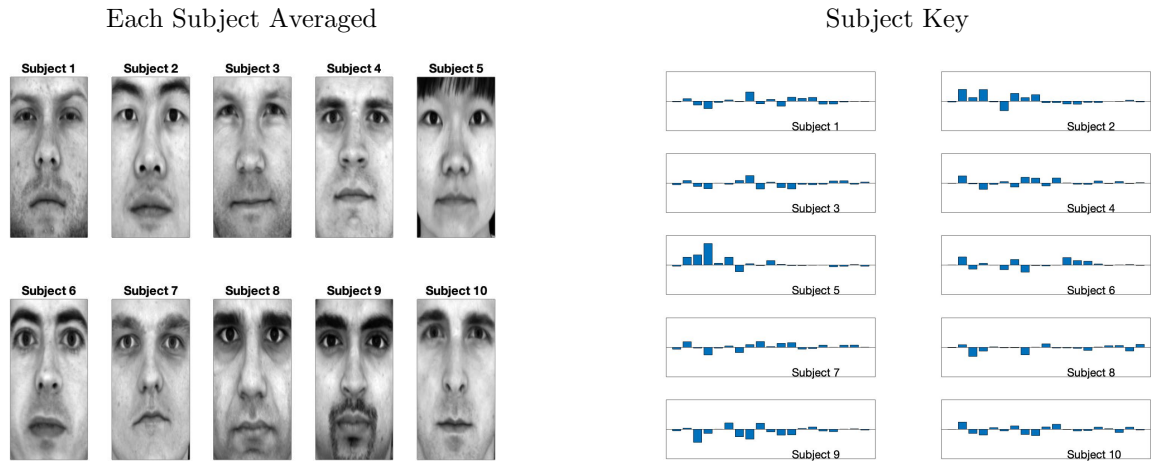 Each Subject Averaged
Subject 1 Subject 2 Subject 3 Subject 4 Subject 5
Subject 6 Subject 7 Subject 8 Subject 9 Subject 10
Subject Key
Subject 1 Subject 2
Subject 3 Subject 4
Subject 5 Subject 6
Subject 7 Subject 8
Subject 9 Subject 10